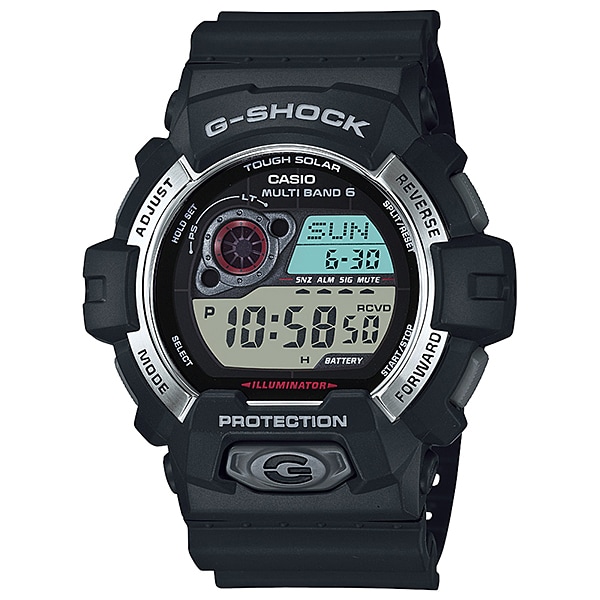 G-SHOCK
TOUGH SOLAR
CASIO
MULTI BAND 6
ADJUST
HOLD SET
PS
LT
REVERSE
SPLIT/RESET
SUN
6-30
SNZ ALM SIG MUTE
RCVD
P 10:58 50
H BATTERY
MODE
SELECT
START/STOP
FORWARD
ILLUMINATOR
PROTECTION
G